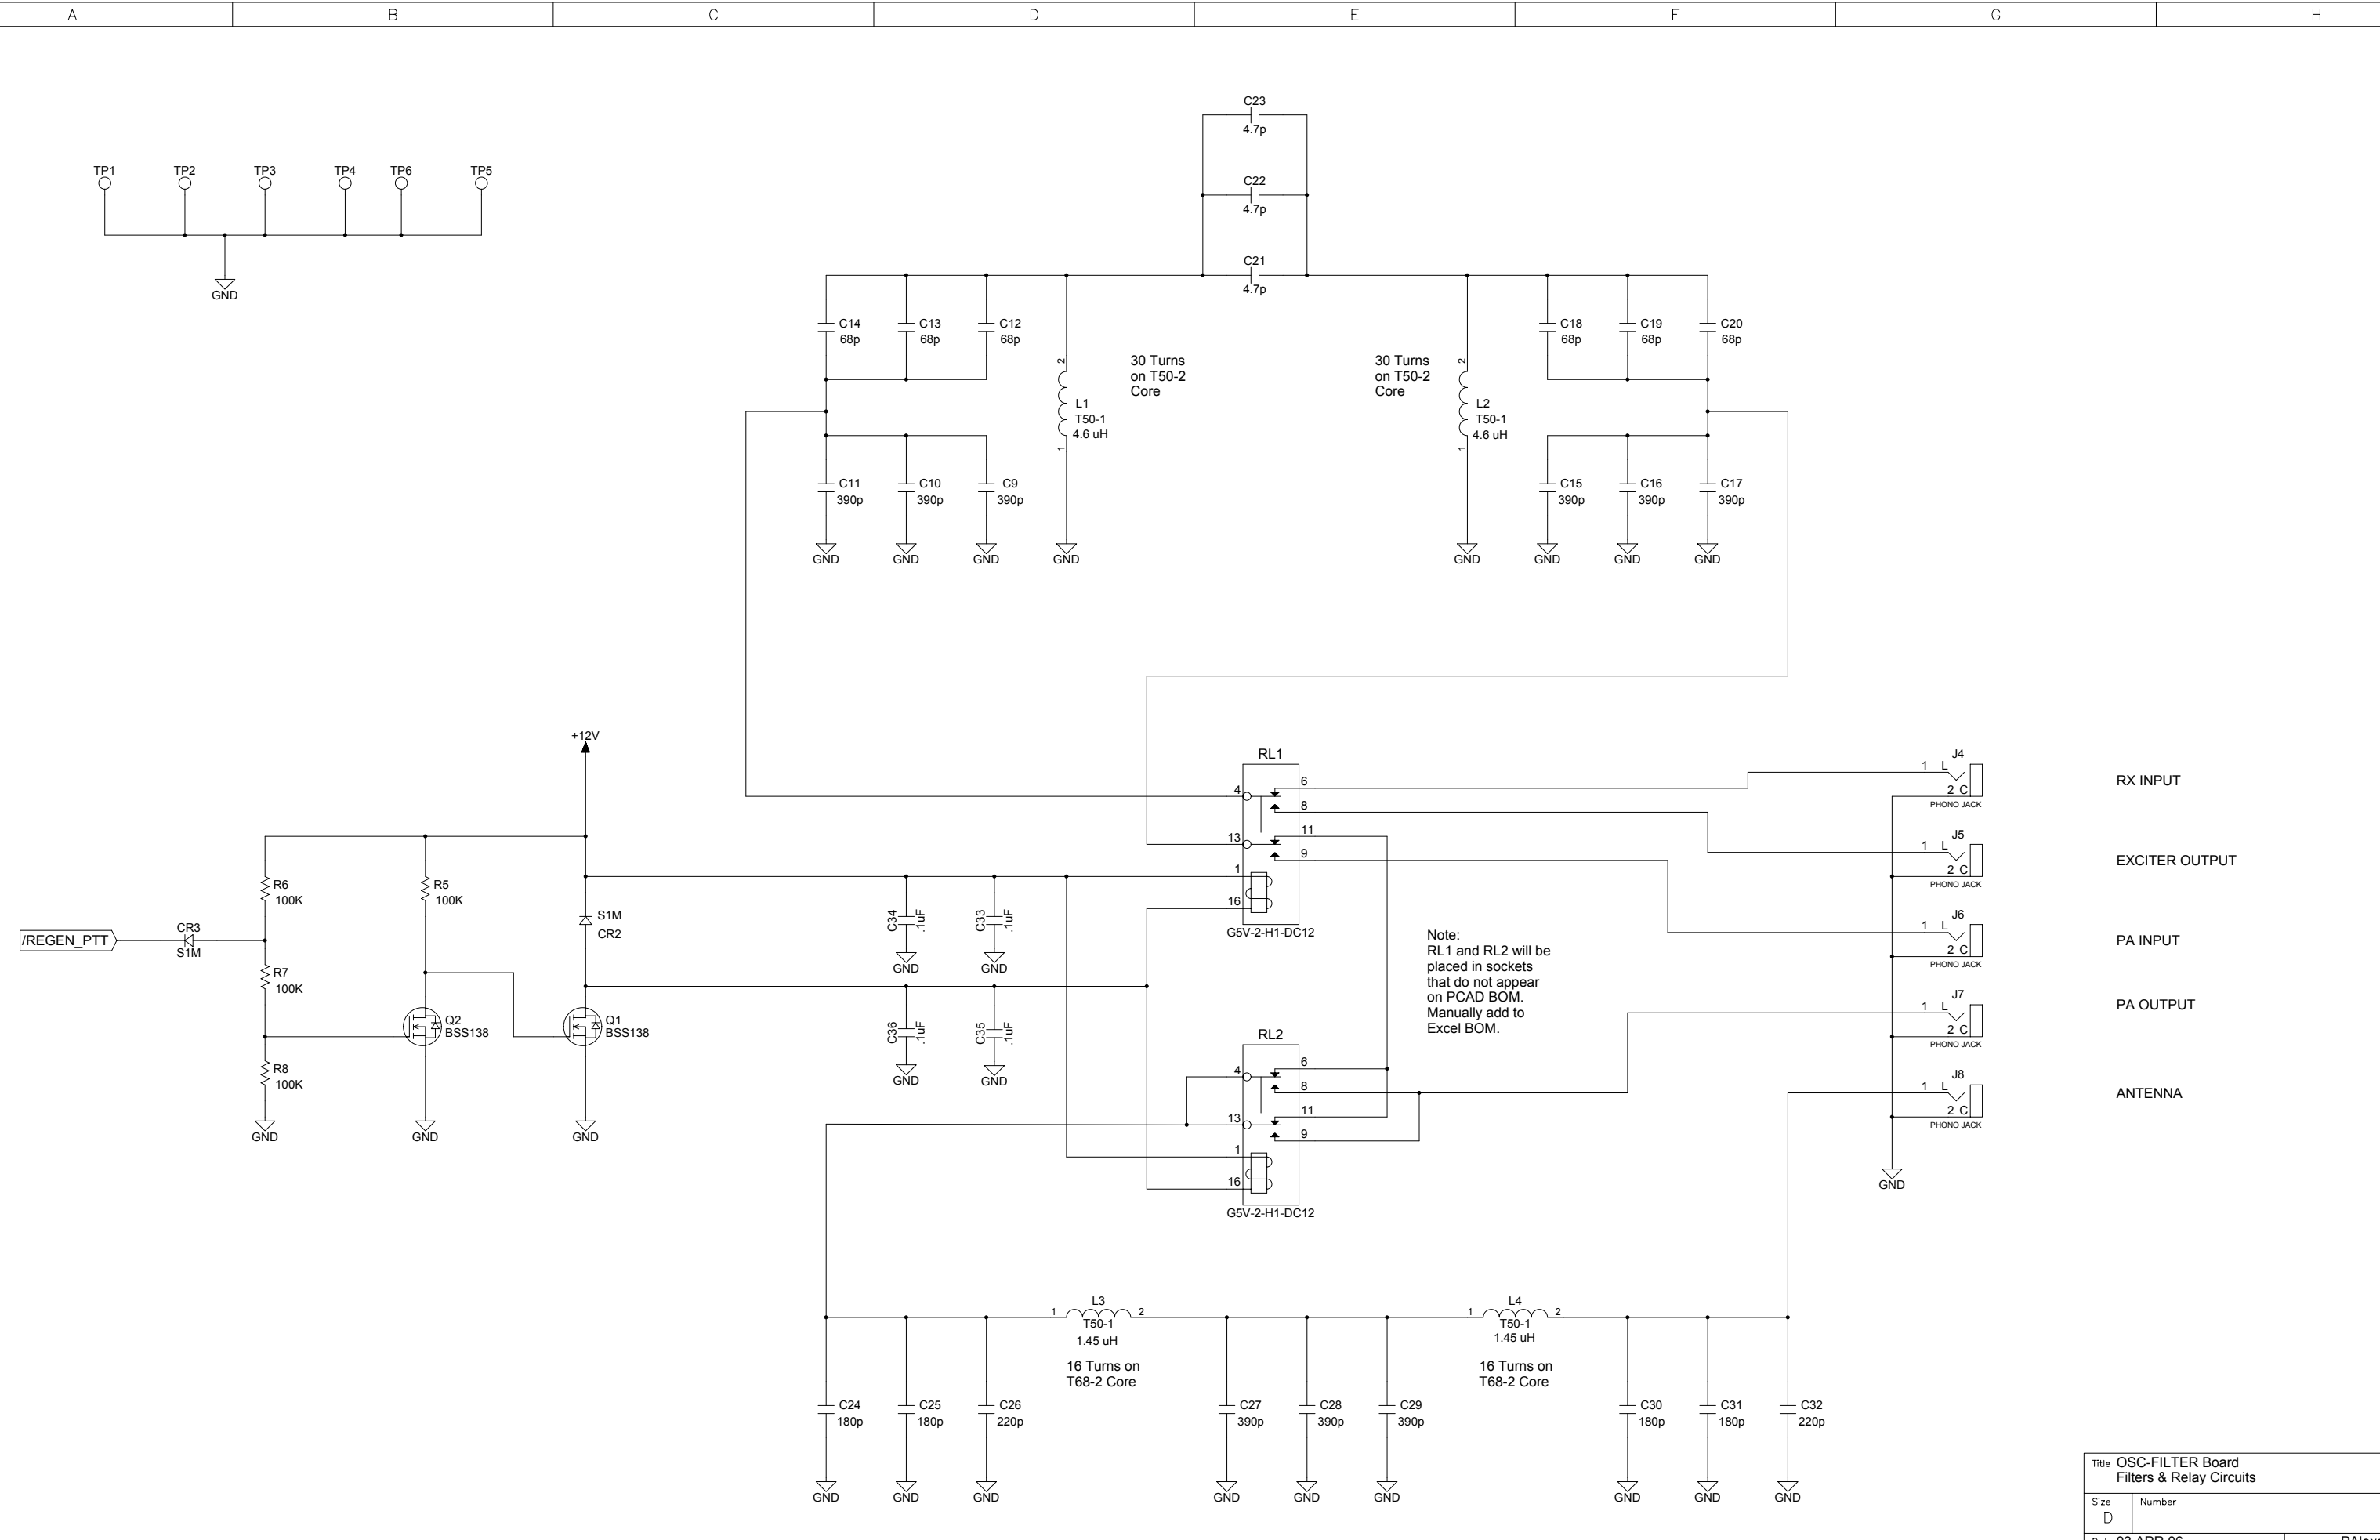 A B C D E F G H
C23
4.7p
TP1 TP2 TP3 TP4 TP6 TP5
C22
4.7p
GND
C21
4.7p
C14
68p
C13
68p
C12
68p
C18
68p
C19
68p
C20
68p
2
L1
T50-1
4.6 uH
1
30 Turns
on T50-2
Core
30 Turns
on T50-2
Core
2
L2
T50-1
4.6 uH
1
C11
390p
C10
390p
C9
390p
C15
390p
C16
390p
C17
390p
GND GND GND GND GND GND GND GND
+12V
RL1
4
6
8
13
11
9
1
16
G5V-2-H1-DC12
J4
1 L
2 C
PHONO JACK
RX INPUT
J5
1 L
2 C
PHONO JACK
EXCITER OUTPUT
J6
1 L
2 C
PHONO JACK
PA INPUT
J7
1 L
2 C
PHONO JACK
PA OUTPUT
J8
1 L
2 C
PHONO JACK
ANTENNA
GND
/REGEN_PTT
CR3
S1M
R6
100K
R5
100K
S1M
CR2
R7
100K
Q2
BSS138
Q1
BSS138
R8
100K
GND GND GND
C34
.1uF
C33
.1uF
GND GND
C36
.1uF
C35
.1uF
GND GND
Note:
RL1 and RL2 will be
placed in sockets
that do not appear
on PCAD BOM.
Manually add to
Excel BOM.
RL2
4
6
8
13
11
9
1
16
G5V-2-H1-DC12
1 L3 2
T50-1
1.45 uH
16 Turns on
T68-2 Core
1 L4 2
T50-1
1.45 uH
16 Turns on
T68-2 Core
C24
180p
C25
180p
C26
220p
C27
390p
C28
390p
C29
390p
C30
180p
C31
180p
C32
220p
GND GND GND GND GND GND GND GND GND
Title OSC-FILTER Board
Filters & Relay Circuits
Size
D
Number